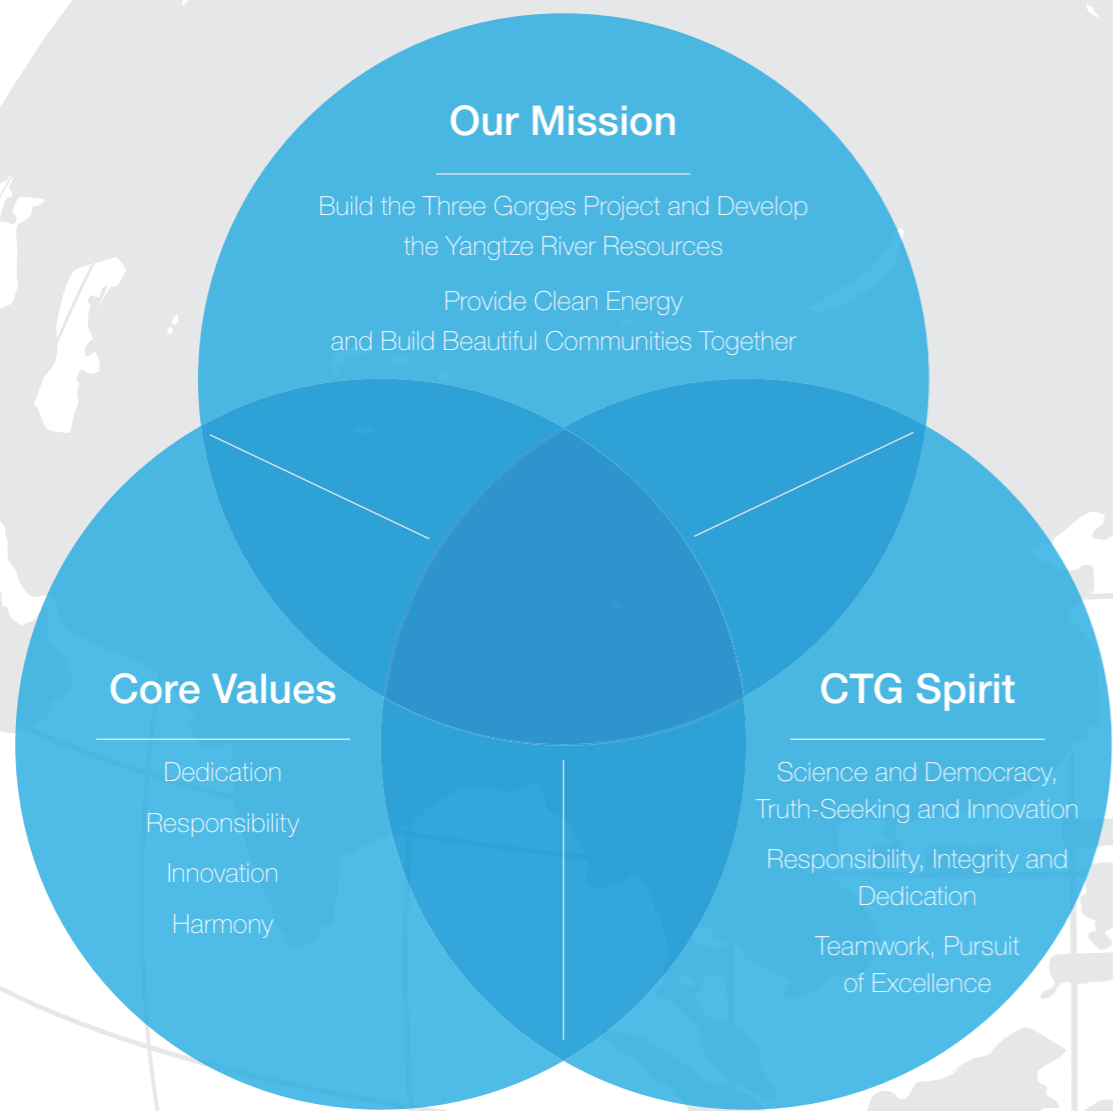 Our Mission
Build the Three Gorges Project and Develop
the Yangtze River Resources
Provide Clean Energy
and Build Beautiful Communities Together
Core Values
Dedication
Responsibility
Innovation
Harmony
CTG Spirit
Science and Democracy,
Truth-Seeking and Innovation
Responsibility, Integrity and
Dedication
Teamwork, Pursuit
of Excellence